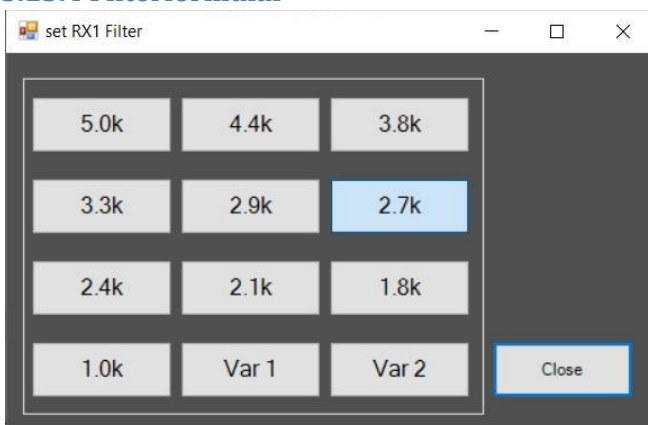 set RX1 Filter
5.0k 4.4k 3.8k
3.3k 2.9k 2.7k
2.4k 2.1k 1.8k
1.0k Var 1 Var 2 Close